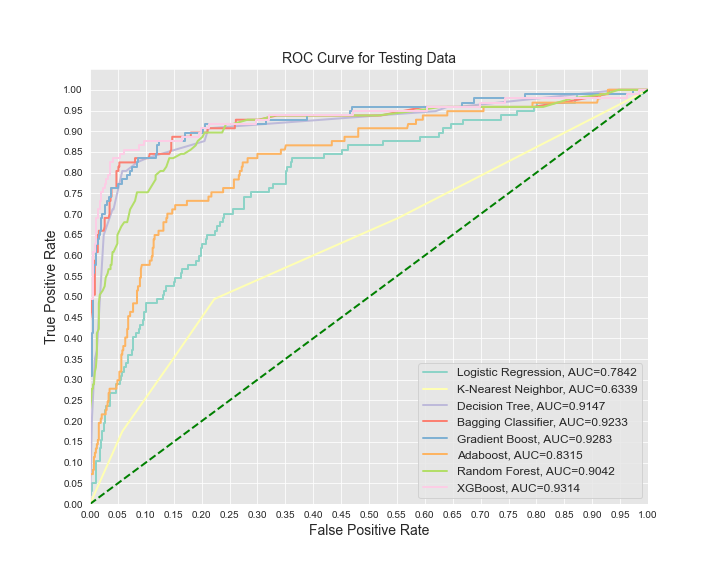 ROC Curve for Testing Data
True Positive Rate
1.00
0.95
0.90
0.85
0.80
0.75
0.70
0.65
0.60
0.55
0.50
0.45
0.40
0.35
0.30
0.25
0.20
0.15
0.10
0.05
0.00
Logistic Regression, AUC=0.7842
K-Nearest Neighbor, AUC=0.6339
Decision Tree, AUC=0.9147
Bagging Classifier, AUC=0.9233
Gradient Boost, AUC=0.9283
Adaboost, AUC=0.8315
Random Forest, AUC=0.9042
XGBoost, AUC=0.9314
0.00 0.05 0.10 0.15 0.20 0.25 0.30 0.35 0.40 0.45 0.50 0.55 0.60 0.65 0.70 0.75 0.80 0.85 0.90 0.95 1.00
False Positive Rate